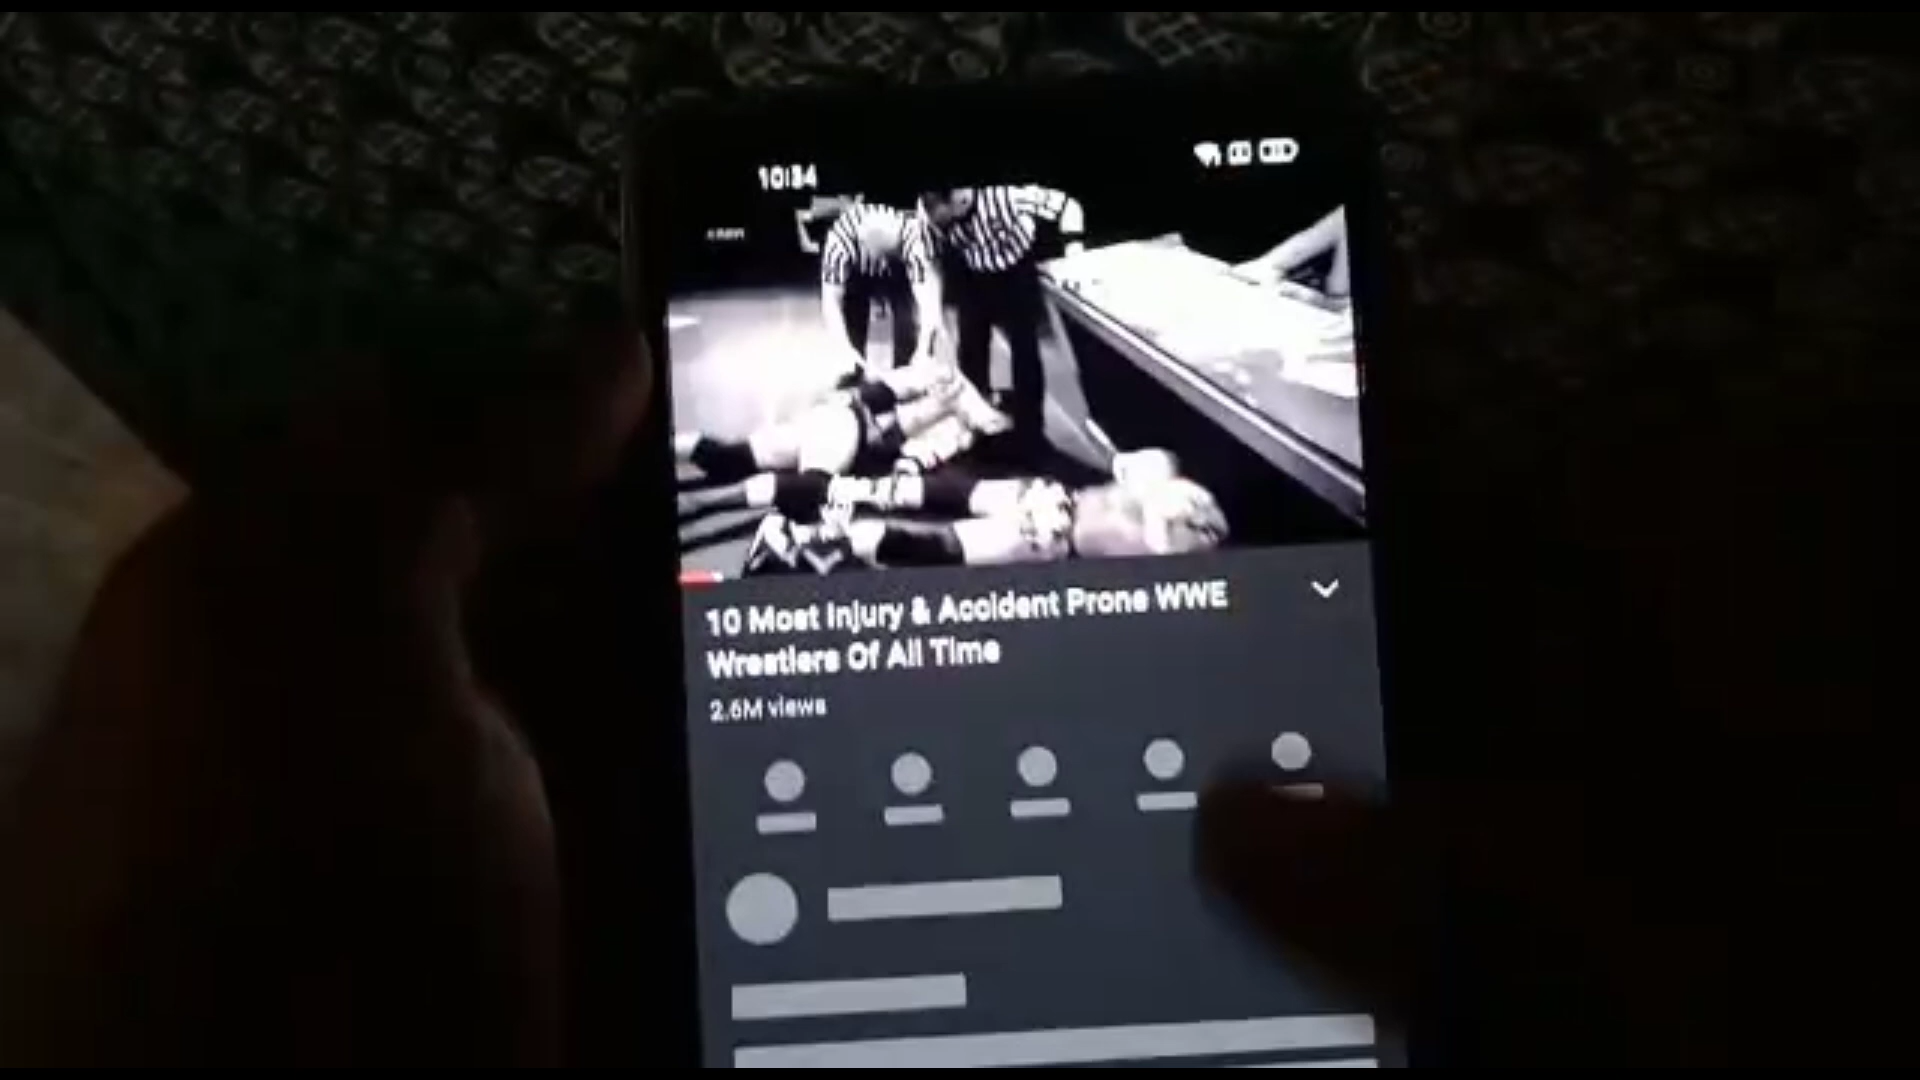 10:34
10 Most Injury & Accident Prone WWE
Wrestlers Of All Time
2.6M views